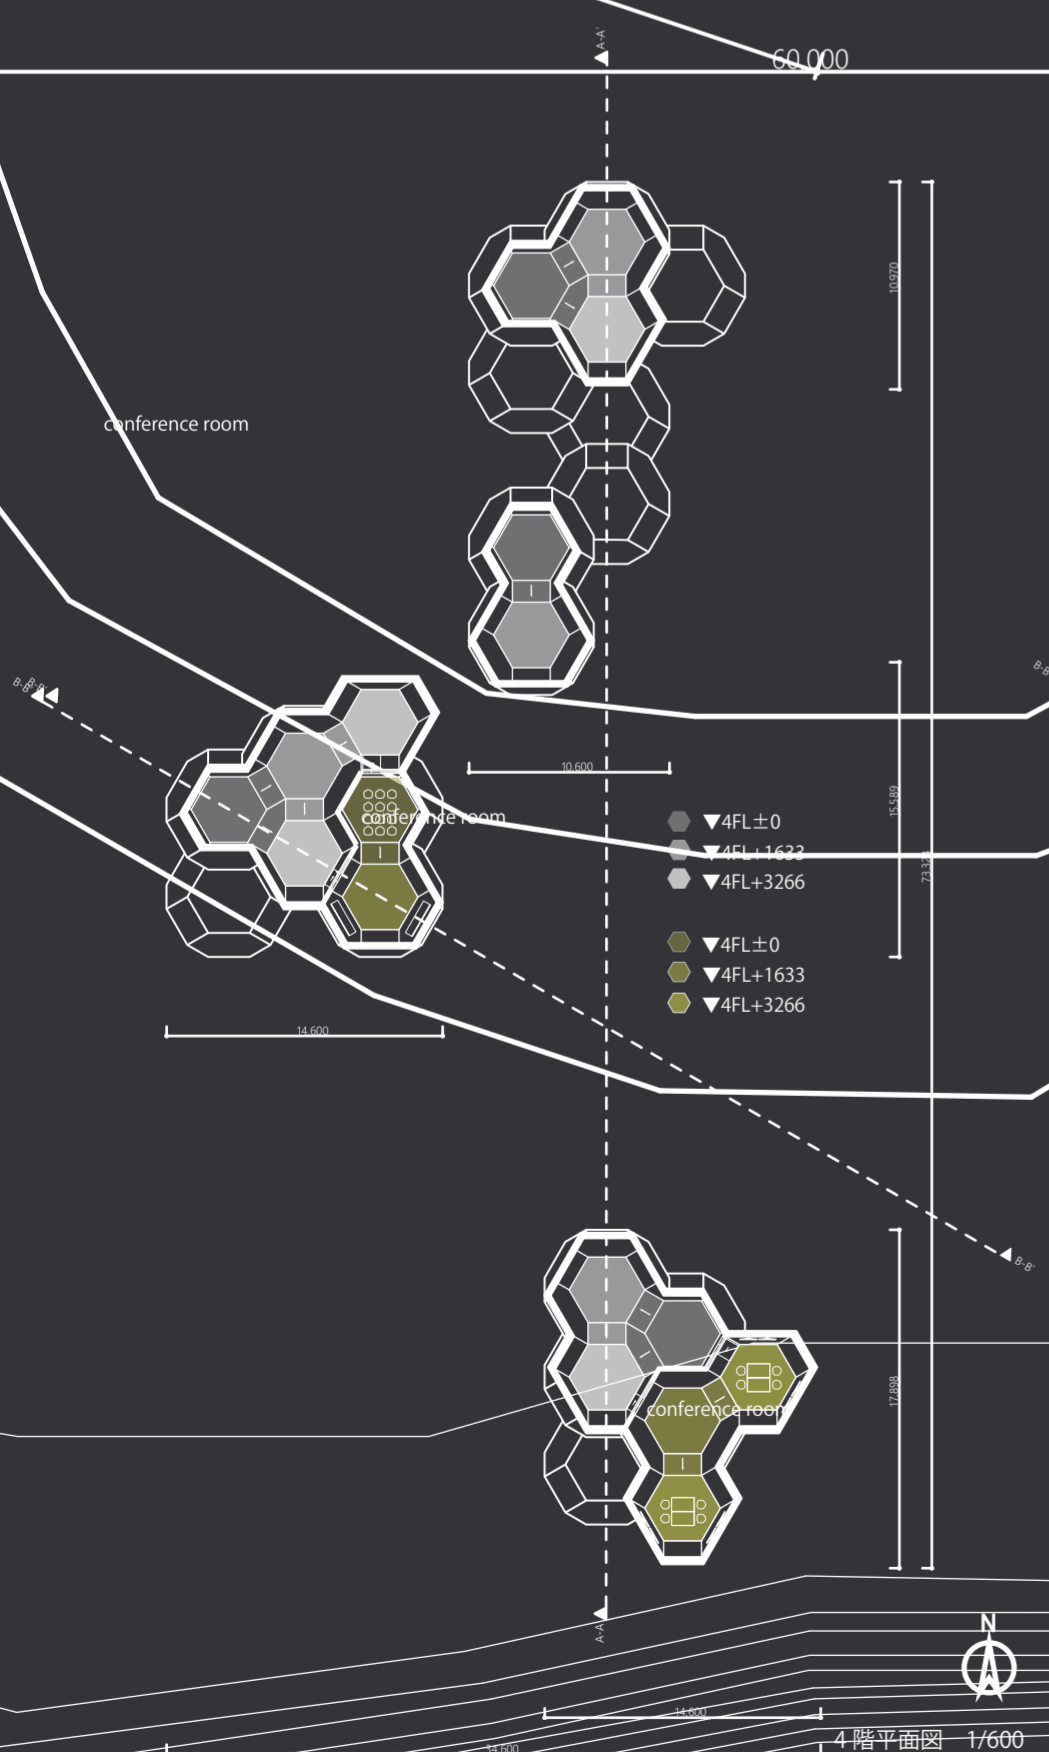 A-A'
60,000
10,970
conference room
B-B'
B-B'
B-B'
10,600
15,589
conference room
▼4FL±0
▼4FL+1633
▼4FL+3266
▼4FL±0
▼4FL+1633
▼4FL+3266
14,600
B-B'
17,898
conference room
A-A'
N
14,600
4 階平面図 1/600
34,600